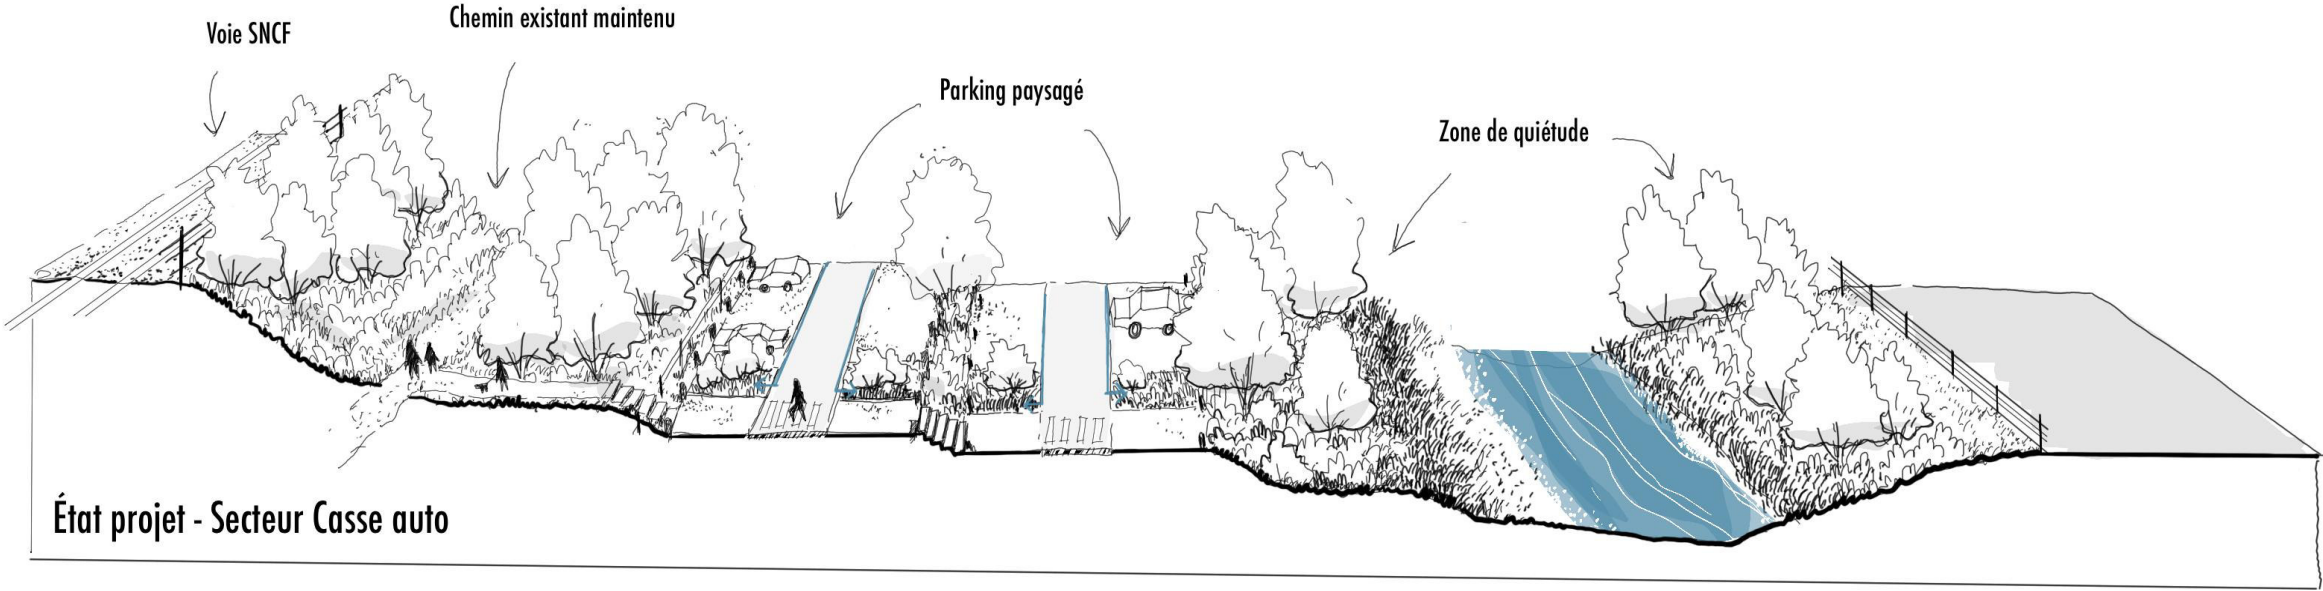 Voie SNCF
Chemin existant maintenu
Parking paysagé
Zone de quiétude
État projet - Secteur Casse auto